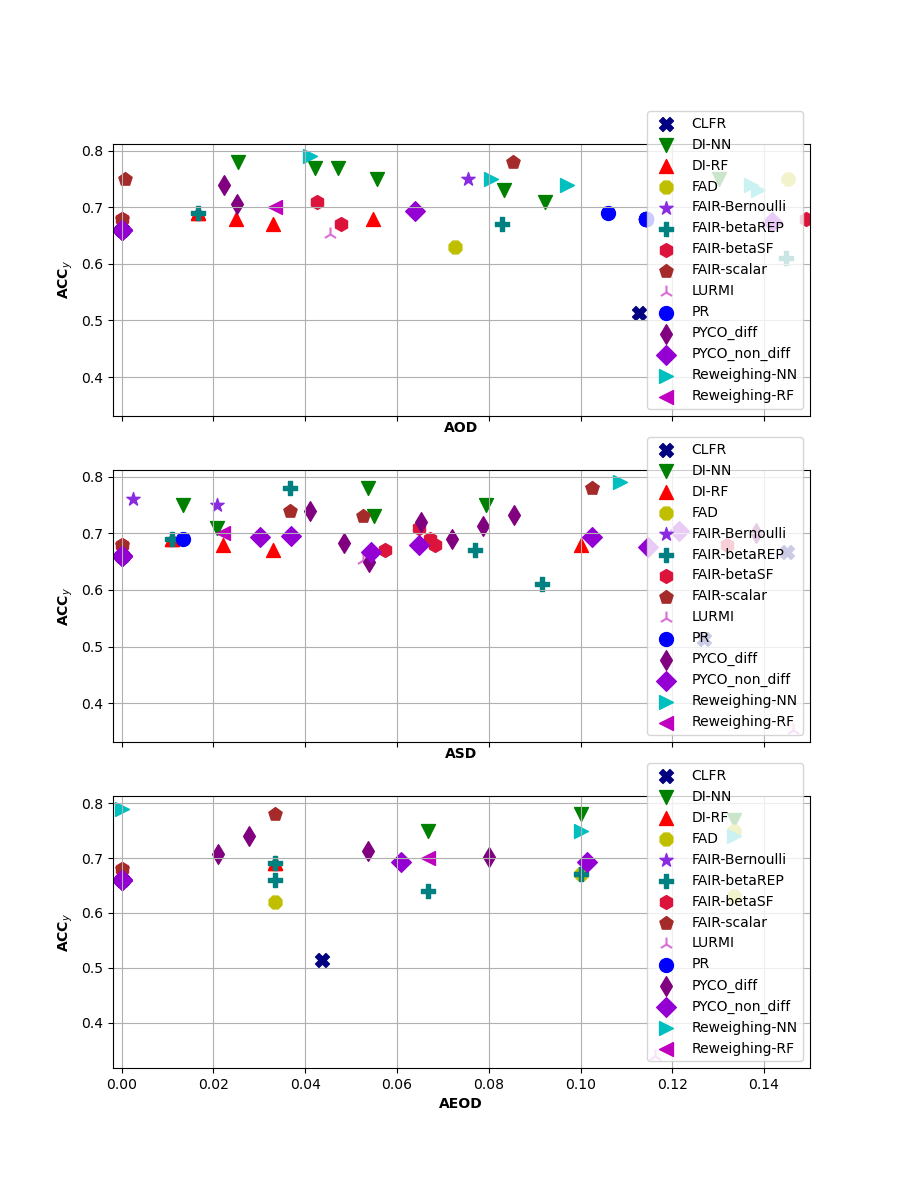 0.8
0.7
0.6
0.5
0.4
ACCy
AOD
CLFR
DI-NN
DI-RF
FAD
FAIR-Bernoulli
FAIR-betaREP
FAIR-betaSF
FAIR-scalar
LURMI
PR
PYCO_diff
PYCO_non_diff
Reweighing-NN
Reweighing-RF
0.8
0.7
0.6
0.5
0.4
ACCy
ASD
CLFR
DI-NN
DI-RF
FAD
FAIR-Bernoulli
FAIR-betaREP
FAIR-betaSF
FAIR-scalar
LURMI
PR
PYCO_diff
PYCO_non_diff
Reweighing-NN
Reweighing-RF
0.8
0.7
0.6
0.5
0.4
ACCy
CLFR
DI-NN
DI-RF
FAD
FAIR-Bernoulli
FAIR-betaREP
FAIR-betaSF
FAIR-scalar
LURMI
PR
PYCO_diff
PYCO_non_diff
Reweighing-NN
Reweighing-RF
0.00 0.02 0.04 0.06 0.08 0.10 0.12 0.14
AEOD